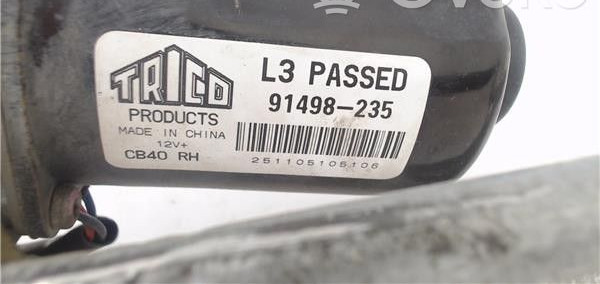 TRICO
PRODUCTS
MADE IN CHINA
12V+
CB40 RH
L3 PASSED
91498-235
251105105106